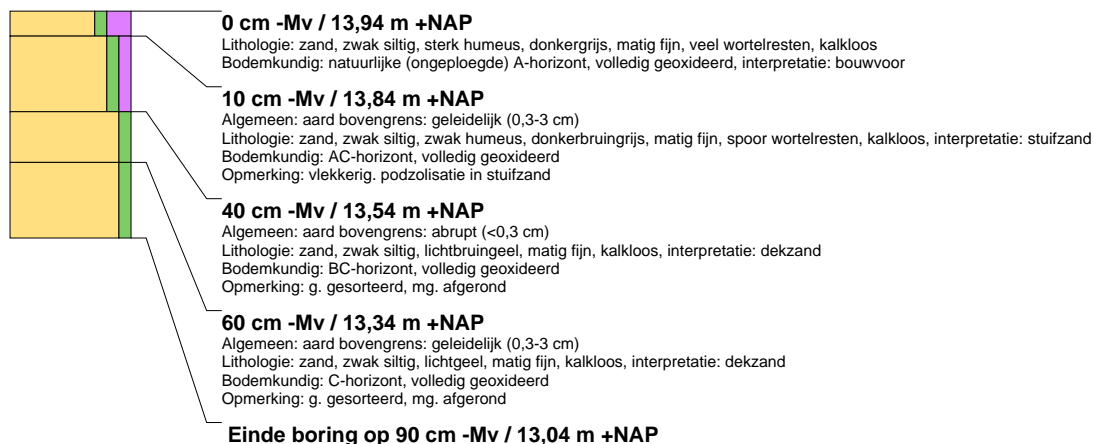 0 cm -Mv / 13,94 m +NAP
Lithologie: zand, zwak siltig, sterk humeus, donkergrijs, matig fijn, veel wortelresten, kalkloos
Bodemkundig: natuurlijke (ongeploegde) A-horizont, volledig geoxideerd, interpretatie: bouwvoor
10 cm -Mv / 13,84 m +NAP
Algemeen: aard bovengrens: geleidelijk (0,3-3 cm)
Lithologie: zand, zwak siltig, zwak humeus, donkerbruingrijs, matig fijn, spoor wortelresten, kalkloos, interpretatie: stuifzand
Bodemkundig: AC-horizont, volledig geoxideerd
Opmerking: vlekkerig. podzolisatie in stuifzand
40 cm -Mv / 13,54 m +NAP
Algemeen: aard bovengrens: abrupt (<0,3 cm)
Lithologie: zand, zwak siltig, lichtbruingeel, matig fijn, kalkloos, interpretatie: dekzand
Bodemkundig: BC-horizont, volledig geoxideerd
Opmerking: g. gesorteerd, mg. afgerond
60 cm -Mv / 13,34 m +NAP
Algemeen: aard bovengrens: geleidelijk (0,3-3 cm)
Lithologie: zand, zwak siltig, lichtgeel, matig fijn, kalkloos, interpretatie: dekzand
Bodemkundig: C-horizont, volledig geoxideerd
Opmerking: g. gesorteerd, mg. afgerond
Einde boring op 90 cm -Mv / 13,04 m +NAP